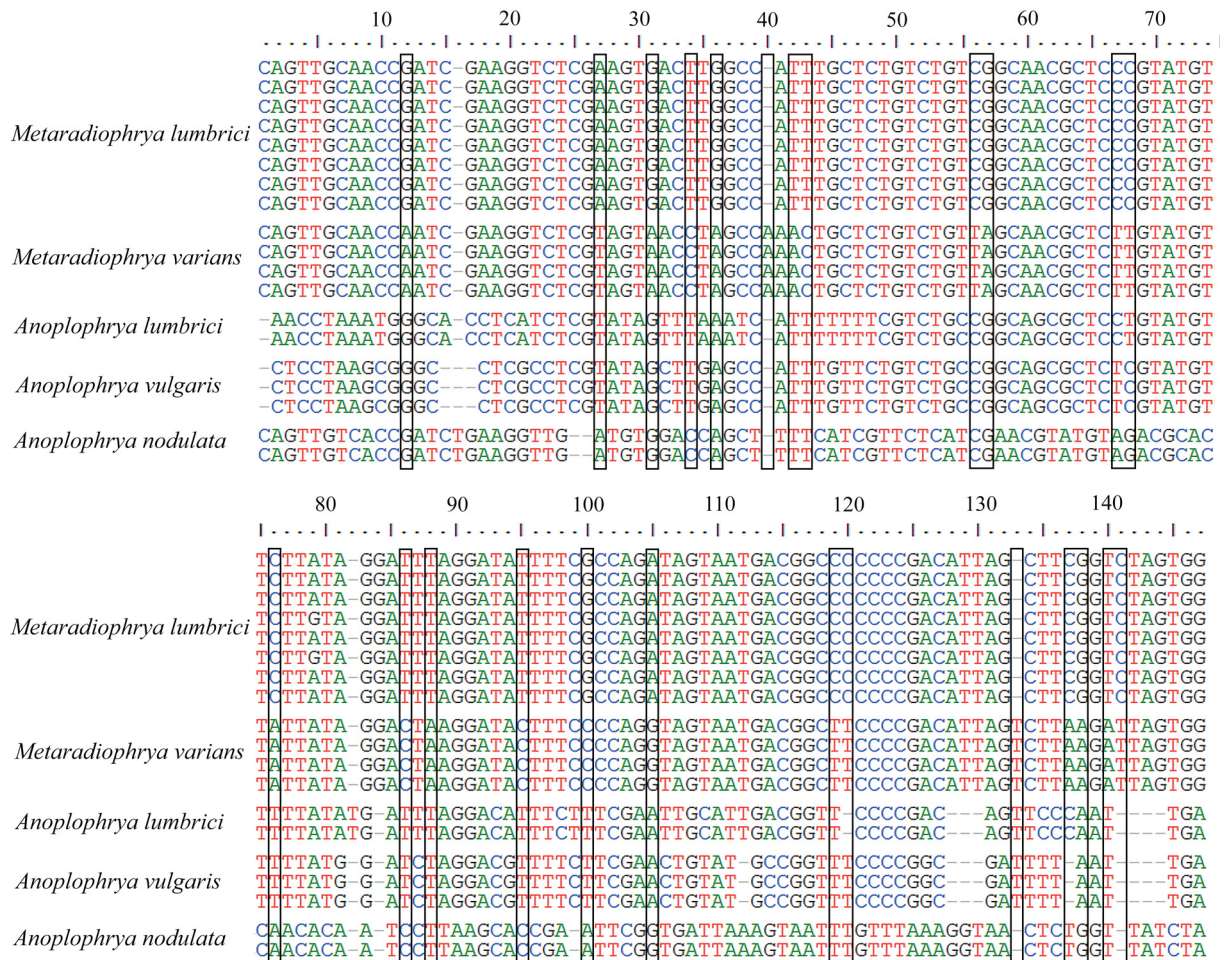 10 20 30 40 50 60 70
Metaradiophrya lumbrici
CAGTTGCAACCGATC-GAAGGTCTCGAAGTGACTTGGCC-ATTTGCTCTGTCTGTCGGCAACGCTCCCGTATGT
CAGTTGCAACCGATC-GAAGGTCTCGAAGTGACTTGGCC-ATTTGCTCTGTCTGTCGGCAACGCTCCCGTATGT
CAGTTGCAACCGATC-GAAGGTCTCGAAGTGACTTGGCC-ATTTGCTCTGTCTGTCGGCAACGCTCCCGTATGT
CAGTTGCAACCGATC-GAAGGTCTCGAAGTGACTTGGCC-ATTTGCTCTGTCTGTCGGCAACGCTCCCGTATGT
CAGTTGCAACCGATC-GAAGGTCTCGAAGTGACTTGGCC-ATTTGCTCTGTCTGTCGGCAACGCTCCCGTATGT
CAGTTGCAACCGATC-GAAGGTCTCGAAGTGACTTGGCC-ATTTGCTCTGTCTGTCGGCAACGCTCCCGTATGT
CAGTTGCAACCGATC-GAAGGTCTCGAAGTGACTTGGCC-ATTTGCTCTGTCTGTCGGCAACGCTCCCGTATGT
CAGTTGCAACCGATC-GAAGGTCTCGAAGTGACTTGGCC-ATTTGCTCTGTCTGTCGGCAACGCTCCCGTATGT
Metaradiophrya varians
CAGTTGCAACCAATC-GAAGGTCTCGTAGTAACCTAGCCAAACTGCTCTGTCTGTTAGCAACGCTCTTGTATGT
CAGTTGCAACCAATC-GAAGGTCTCGTAGTAACCTAGCCAAACTGCTCTGTCTGTTAGCAACGCTCTTGTATGT
CAGTTGCAACCAATC-GAAGGTCTCGTAGTAACCTAGCCAAACTGCTCTGTCTGTTAGCAACGCTCTTGTATGT
CAGTTGCAACCAATC-GAAGGTCTCGTAGTAACCTAGCCAAACTGCTCTGTCTGTTAGCAACGCTCTTGTATGT
Anoplophrya lumbrici
-AACCTAAATGGGCA-CCTCATCTCGTATAGTTTAAATC-ATTTTTTTCGTCTGCCGGCAGCGCTCCTGTATGT
-AACCTAAATGGGCA-CCTCATCTCGTATAGTTTAAATC-ATTTTTTTCGTCTGCCGGCAGCGCTCCTGTATGT
Anoplophrya vulgaris
-CTCCTAAGCGGGC---CTCGCCTCGTATAGCTTGAGCC-ATTTGTTCTGTCTGCCGGCAGCGCTCTCGTATGT
-CTCCTAAGCGGGC---CTCGCCTCGTATAGCTTGAGCC-ATTTGTTCTGTCTGCCGGCAGCGCTCTCGTATGT
-CTCCTAAGCGGGC---CTCGCCTCGTATAGCTTGAGCC-ATTTGTTCTGTCTGCCGGCAGCGCTCTCGTATGT
Anoplophrya nodulata
CAGTTGTCACCGATCTGAAGGTTG--ATGTGGACCAGCT-TTTCATCGTTCTCATCGAACGTATGTAGACGCAC
CAGTTGTCACCGATCTGAAGGTTG--ATGTGGACCAGCT-TTTCATCGTTCTCATCGAACGTATGTAGACGCAC
80 90 100 110 120 130 140
Metaradiophrya lumbrici
TCTTATA-GGATTTAGGATATTTTCGCCAGATAGTAATGACGGCCCCCCCGACATTAG-CTTCGGTCTAGTGG
TCTTATA-GGATTTAGGATATTTTCGCCAGATAGTAATGACGGCCCCCCCGACATTAG-CTTCGGTCTAGTGG
TCTTATA-GGATTTAGGATATTTTCGCCAGATAGTAATGACGGCCCCCCCGACATTAG-CTTCGGTCTAGTGG
TCTTGTA-GGATTTAGGATATTTTCGCCAGATAGTAATGACGGCCCCCCCGACATTAG-CTTCGGTCTAGTGG
TCTTATA-GGATTTAGGATATTTTCGCCAGATAGTAATGACGGCCCCCCCGACATTAG-CTTCGGTCTAGTGG
TCTTGTA-GGATTTAGGATATTTTCGCCAGATAGTAATGACGGCCCCCCCGACATTAG-CTTCGGTCTAGTGG
TCTTATA-GGATTTAGGATATTTTCGCCAGATAGTAATGACGGCCCCCCCGACATTAG-CTTCGGTCTAGTGG
TCTTATA-GGATTTAGGATATTTTCGCCAGATAGTAATGACGGCCCCCCCGACATTAG-CTTCGGTCTAGTGG
Metaradiophrya varians
TATTATA-GGACTAAGGATACTTTCCCCAGGTAGTAATGACGGCTTCCCCGACATTAGTCTTAAGATTAGTGG
TATTATA-GGACTAAGGATACTTTCCCCAGGTAGTAATGACGGCTTCCCCGACATTAGTCTTAAGATTAGTGG
TATTATA-GGACTAAGGATACTTTCCCCAGGTAGTAATGACGGCTTCCCCGACATTAGTCTTAAGATTAGTGG
TATTATA-GGACTAAGGATACTTTCCCCAGGTAGTAATGACGGCTTCCCCGACATTAGTCTTAAGATTAGTGG
Anoplophrya lumbrici
TTTTATATG-ATTTAGGACATTTCTTTCGAATTGCATTGACGGTT-CCCCGAC---AGTTCCCAAT----TGA
TTTTATATG-ATTTAGGACATTTCTTTCGAATTGCATTGACGGTT-CCCCGAC---AGTTCCCAAT----TGA
Anoplophrya vulgaris
TTTTATG-G-ATCTAGGACGTTTTCTTCGAACTGTAT-GCCGGTTTCCCCGGC---GATTTT-AAT----TGA
TTTTATG-G-ATCTAGGACGTTTTCTTCGAACTGTAT-GCCGGTTTCCCCGGC---GATTTT-AAT----TGA
TTTTATG-G-ATCTAGGACGTTTTCTTCGAACTGTAT-GCCGGTTTCCCCGGC---GATTTT-AAT----TGA
Anoplophrya nodulata
CAACACA-A-TCCTTAAGCACCGA-ATTCGGTGATTAAAGTAATTTGTTTAAAGGTAA-CTCTGGT-TATCTA
CAACACA-A-TCCTTAAGCACCGA-ATTCGGTGATTAAAGTAATTTGTTTAAAGGTAA-CTCTGGT-TATCTA